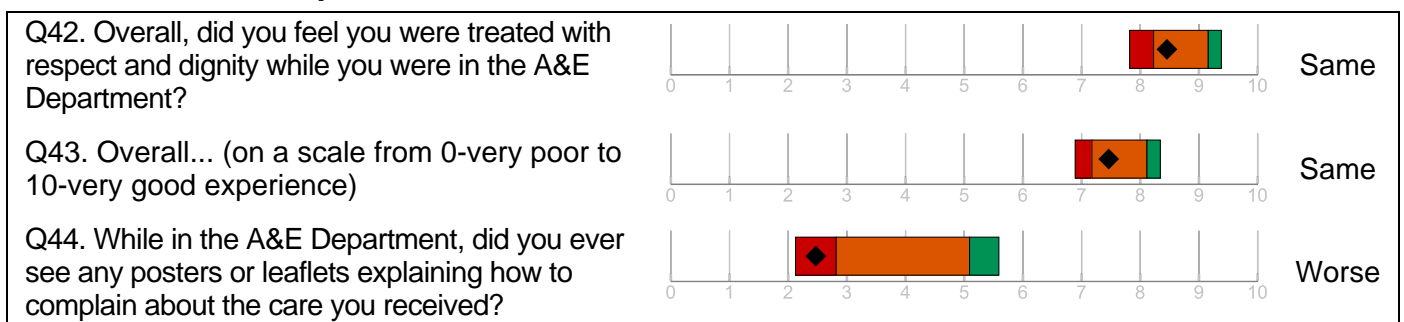 Q42. Overall, did you feel you were treated with
respect and dignity while you were in the A&E
Department?
0 1 2 3 4 5 6 7 8 9 10
Same
Q43. Overall... (on a scale from 0-very poor to
10-very good experience)
0 1 2 3 4 5 6 7 8 9 10
Same
Q44. While in the A&E Department, did you ever
see any posters or leaflets explaining how to
complain about the care you received?
0 1 2 3 4 5 6 7 8 9 10
Worse